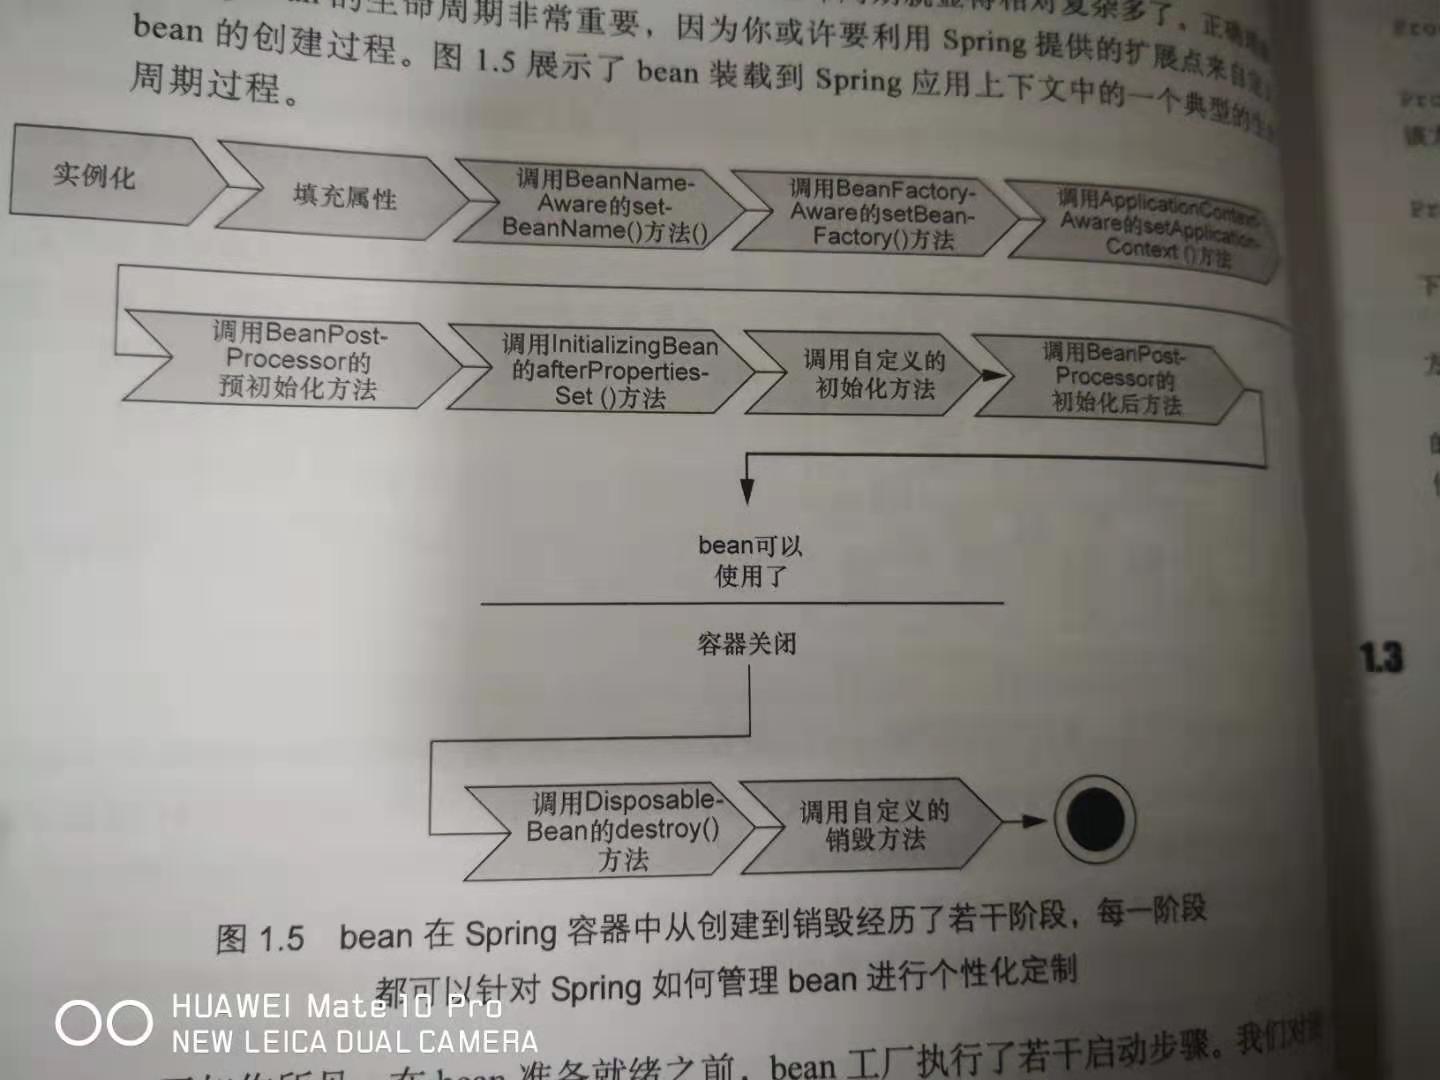 的生命周期非常重要，因为你或许要利用 Spring 提供的扩展点来自定
bean 的创建过程。图 1.5 展示了 bean 装载到 Spring 应用上下文中的一个典型的生
周期过程。
实例化
填充属性
调用BeanName-
Aware的set-
BeanName()方法()
调用BeanFactory-
Aware的setBean-
Factory()方法
调用ApplicationContext-
Aware的setApplication-
Context ()方法
调用BeanPost-
Processor的
预初始化方法
调用InitializingBean
的afterProperties-
Set ()方法
调用自定义的
初始化方法
调用BeanPost-
Processor的
初始化后方法
bean可以
使用了
容器关闭
调用Disposable-
Bean的destroy()
方法
调用自定义的
销毁方法
图 1.5 bean 在 Spring 容器中从创建到销毁经历了若干阶段，每一阶段
都可以针对 Spring 如何管理 bean 进行个性化定制
bean 准备就绪之前，bean 工厂执行了若干启动步骤。我们对
1.3
HUAWEI Mate 10 Pro
NEW LEICA DUAL CAMERA